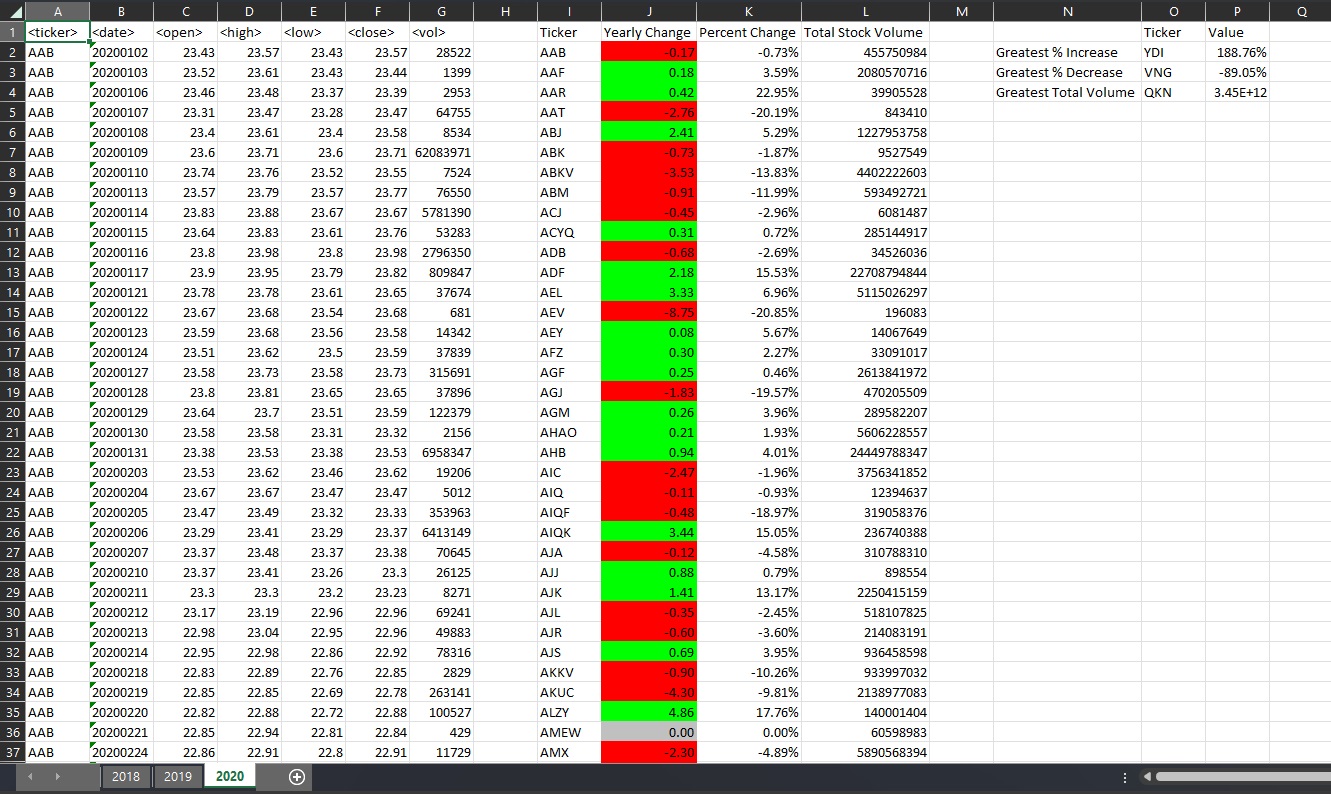 A B C D E F G H I J K L M N O P Q
1 <ticker> <date> <open> <high> <low> <close> <vol> Ticker Yearly Change Percent Change Total Stock Volume Ticker Value
2 AAB 20200102 23.43 23.57 23.43 23.57 28522 AAB -0.17 -0.73% 455750984 Greatest % Increase YDI 188.76%
3 AAB 20200103 23.52 23.61 23.43 23.44 1399 AAF 0.18 3.59% 2080570716 Greatest % Decrease VNG -89.05%
4 AAB 20200106 23.46 23.48 23.37 23.39 2953 AAR 0.42 22.95% 39905528 Greatest Total Volume QKN 3.45E+12
5 AAB 20200107 23.31 23.47 23.28 23.47 64755 AAT -2.76 -20.19% 843410
6 AAB 20200108 23.4 23.61 23.4 23.58 8534 ABJ 2.41 5.29% 1227953758
7 AAB 20200109 23.6 23.71 23.6 23.71 62083971 ABK -0.73 -1.87% 9527549
8 AAB 20200110 23.74 23.76 23.52 23.55 7524 ABKV -3.53 -13.83% 4402222603
9 AAB 20200113 23.57 23.79 23.57 23.77 76550 ABM -0.91 -11.99% 593492721
10 AAB 20200114 23.83 23.88 23.67 23.67 5781390 ACJ -0.45 -2.96% 6081487
11 AAB 20200115 23.64 23.83 23.61 23.76 53283 ACYQ 0.31 0.72% 285144917
12 AAB 20200116 23.8 23.98 23.8 23.98 2796350 ADB -0.68 -2.69% 34526036
13 AAB 20200117 23.9 23.95 23.79 23.82 809847 ADF 2.18 15.53% 22708794844
14 AAB 20200121 23.78 23.78 23.61 23.65 37674 AEL 3.33 6.96% 5115026297
15 AAB 20200122 23.67 23.68 23.54 23.68 681 AEV -8.75 -20.85% 196083
16 AAB 20200123 23.59 23.68 23.56 23.58 14342 AEY 0.08 5.67% 14067649
17 AAB 20200124 23.51 23.62 23.5 23.59 37839 AFZ 0.30 2.27% 33091017
18 AAB 20200127 23.58 23.73 23.58 23.73 315691 AGF 0.25 0.46% 2613841972
19 AAB 20200128 23.8 23.81 23.65 23.65 37896 AGJ -1.83 -19.57% 470205509
20 AAB 20200129 23.64 23.7 23.51 23.59 122379 AGM 0.26 3.96% 289582207
21 AAB 20200130 23.58 23.58 23.31 23.32 2156 AHAO 0.21 1.93% 5606228557
22 AAB 20200131 23.38 23.53 23.38 23.53 6958347 AHB 0.94 4.01% 24449788347
23 AAB 20200203 23.53 23.62 23.46 23.62 19206 AIC -2.47 -1.96% 3756341852
24 AAB 20200204 23.67 23.67 23.47 23.47 5012 AIQ -0.11 -0.93% 12394637
25 AAB 20200205 23.47 23.49 23.32 23.33 353963 AIQF -0.48 -18.97% 319058376
26 AAB 20200206 23.29 23.41 23.29 23.37 6413149 AIQK 3.44 15.05% 236740388
27 AAB 20200207 23.37 23.48 23.37 23.38 70645 AJA -0.12 -4.58% 310788310
28 AAB 20200210 23.37 23.41 23.26 23.3 26125 AJJ 0.88 0.79% 898554
29 AAB 20200211 23.3 23.3 23.2 23.23 8271 AJK 1.41 13.17% 2250415159
30 AAB 20200212 23.17 23.19 22.96 22.96 69241 AJL -0.35 -2.45% 518107825
31 AAB 20200213 22.98 23.04 22.95 22.96 49883 AJR -0.60 -3.60% 214083191
32 AAB 20200214 22.95 22.98 22.86 22.92 78316 AJS 0.69 3.95% 936458598
33 AAB 20200218 22.83 22.89 22.76 22.85 2829 AKKV -0.90 -10.26% 933997032
34 AAB 20200219 22.85 22.85 22.69 22.78 263141 AKUC -4.30 -9.81% 2138977083
35 AAB 20200220 22.82 22.88 22.72 22.88 100527 ALZY 4.86 17.76% 140001404
36 AAB 20200221 22.85 22.94 22.81 22.84 429 AMEW 0.00 0.00% 60598983
37 AAB 20200224 22.86 22.91 22.8 22.91 11729 AMX -2.30 -4.89% 5890568394
2018 2019 2020